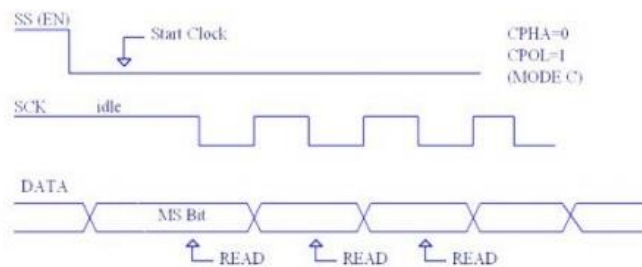 SS (EN)
Start Clock
CPHA=0
CPOL=1
(MODE C)
SCK idle
DATA
MS Bit
READ READ READ